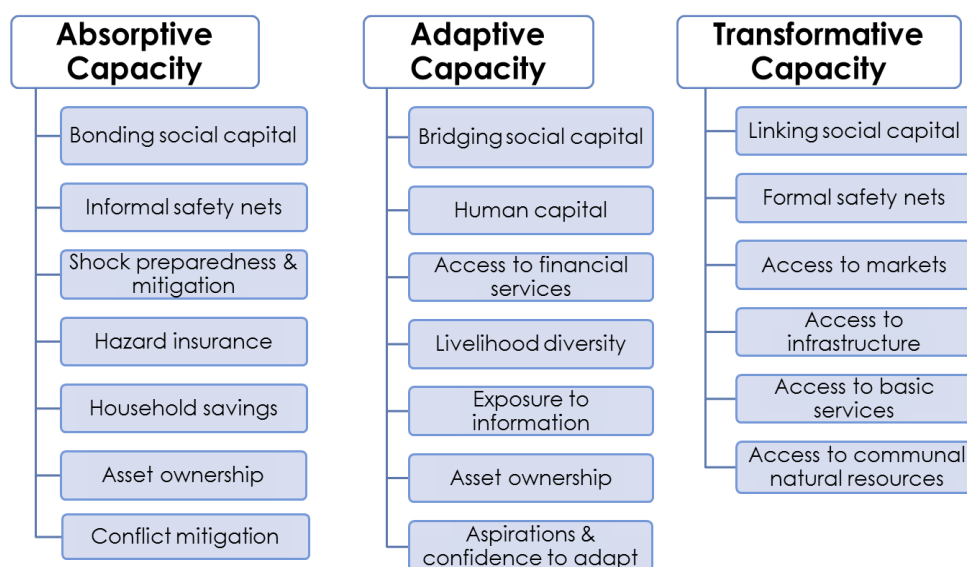 Absorptive
Capacity
Bonding social capital
Informal safety nets
Shock preparedness &
mitigation
Hazard insurance
Household savings
Asset ownership
Conflict mitigation
Adaptive
Capacity
Bridging social capital
Human capital
Access to financial
services
Livelihood diversity
Exposure to
information
Asset ownership
Aspirations &
confidence to adapt
Transformative
Capacity
Linking social capital
Formal safety nets
Access to markets
Access to
infrastructure
Access to basic
services
Access to communal
natural resources